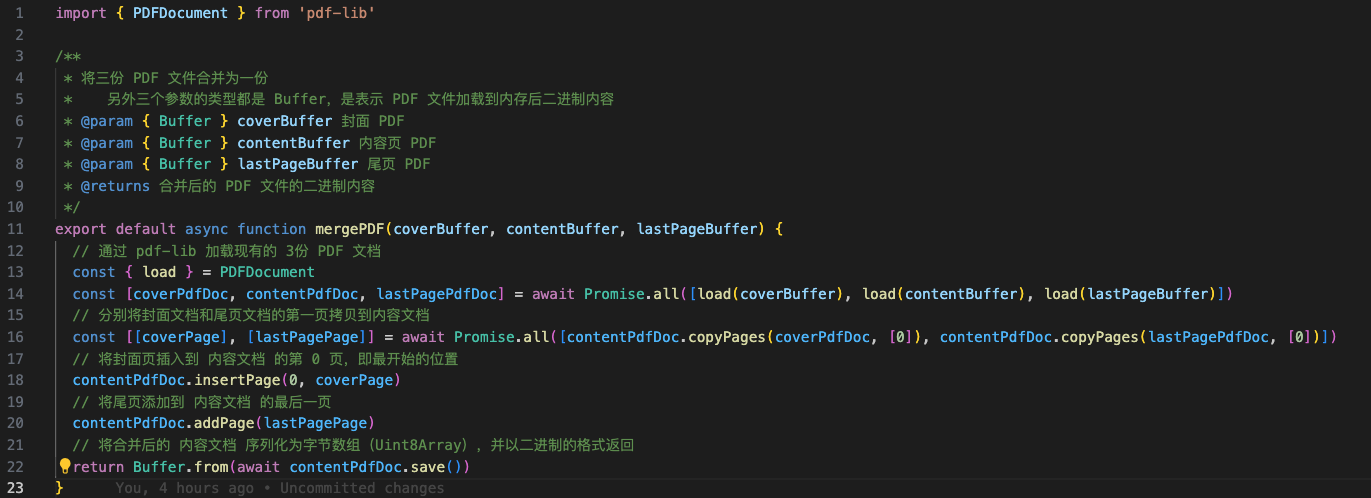 1 import { PDFDocument } from 'pdf-lib'
2
3 /**
4  * 将三份 PDF 文件合并为一份
5  *    另外三个参数的类型都是 Buffer，是表示 PDF 文件加载到内存后二进制内容
6  * @param { Buffer } coverBuffer 封面 PDF
7  * @param { Buffer } contentBuffer 内容页 PDF
8  * @param { Buffer } lastPageBuffer 尾页 PDF
9  * @returns 合并后的 PDF 文件的二进制内容
10  */
11 export default async function mergePDF(coverBuffer, contentBuffer, lastPageBuffer) {
12   // 通过 pdf-lib 加载现有的 3份 PDF 文档
13   const { load } = PDFDocument
14   const [coverPdfDoc, contentPdfDoc, lastPagePdfDoc] = await Promise.all([load(coverBuffer), load(contentBuffer), load(lastPageBuffer)])
15   // 分别将封面文档和尾页文档的第一页拷贝到内容文档
16   const [[coverPage], [lastPagePage]] = await Promise.all([contentPdfDoc.copyPages(coverPdfDoc, [0]), contentPdfDoc.copyPages(lastPagePdfDoc, [0])])
17   // 将封面页插入到 内容文档 的第 0 页，即最开始的位置
18   contentPdfDoc.insertPage(0, coverPage)
19   // 将尾页添加到 内容文档 的最后一页
20   contentPdfDoc.addPage(lastPagePage)
21   // 将合并后的 内容文档 序列化为字节数组（Uint8Array），并以二进制的格式返回
22   return Buffer.from(await contentPdfDoc.save())
23 }      You, 4 hours ago • Uncommitted changes